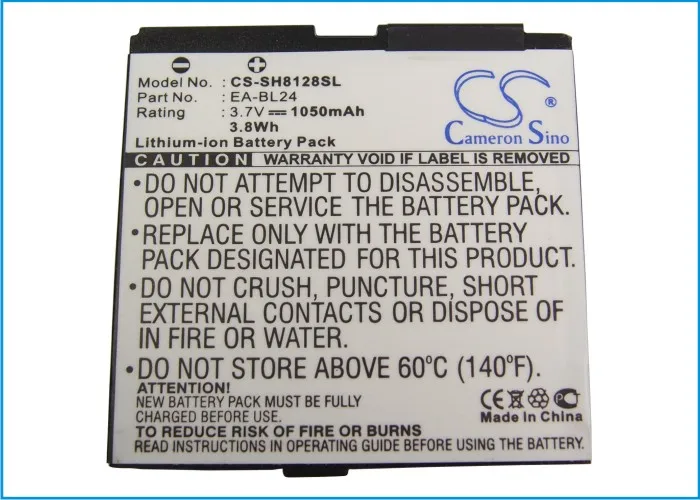 Model No.: CS-SH8128SL
Part No.: EA-BL24
Rating : 3.7V 1050mAh
3.8Wh
Lithium-ion Battery Pack
CS ®
Cameron Sino
CAUTION WARRANTY VOID IF LABEL IS REMOVED
•DO NOT ATTEMPT TO DISASSEMBLE,
OPEN OR SERVICE THE BATTERY PACK.
•REPLACE ONLY WITH THE BATTERY
PACK DESIGNATED FOR THIS PRODUCT.
•DO NOT CRUSH, PUNCTURE, SHORT
EXTERNAL CONTACTS OR DISPOSE OF
IN FIRE OR WATER.
•DO NOT STORE ABOVE 60°C (140°F).
ATTENTION!
NEW BATTERY PACK MUST BE FULLY
CHARGED BEFORE USE
CE
Made in China
TO REDUCE RISK OF FIRE OR BURNS
READ USER GUIDE BEFORE USING THE BATTERY.